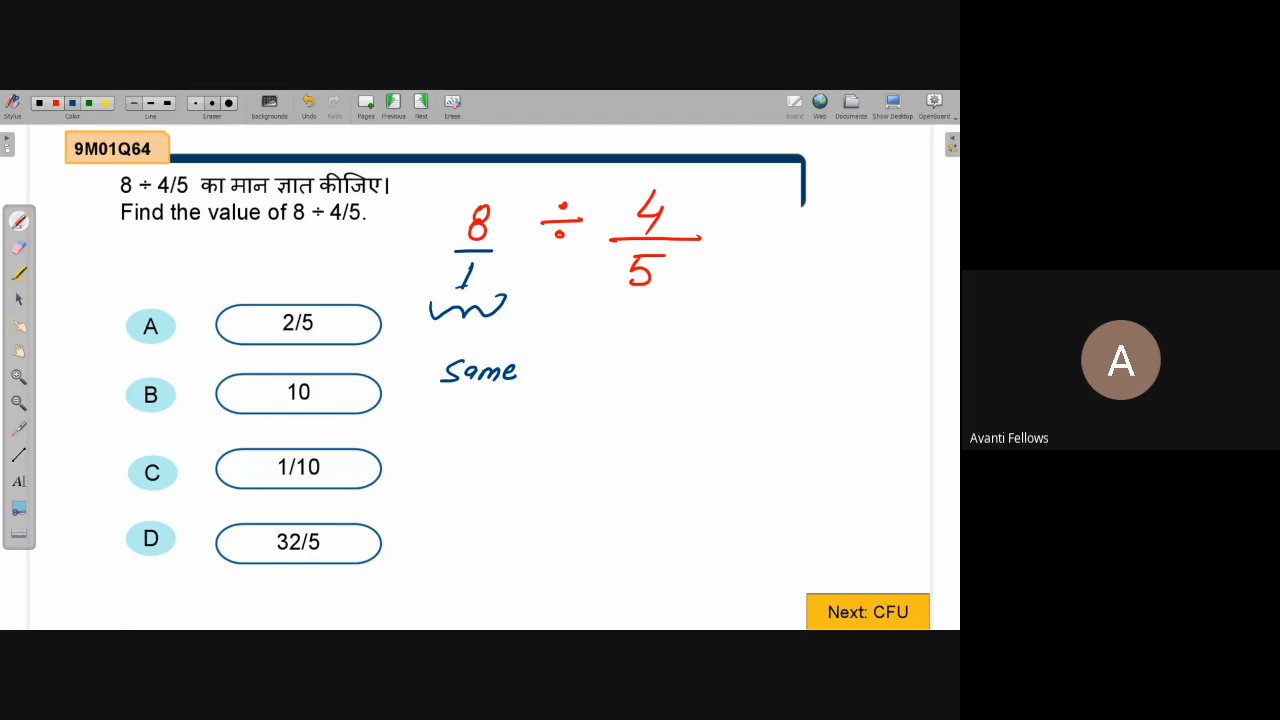 Stylus
Color
Line
Eraser
Backgrounds
Undo
Redo
Pages
Previous
Next
Erase
Board
Web
Documents
Show Desktop
OpenBoard
9M01Q64
8 ÷ 4/5 का मान ज्ञात कीजिए।
Find the value of 8 ÷ 4/5.
8/1 ÷ 4/5
Same
A 2/5
B 10
C 1/10
D 32/5
Next: CFU
A
Avanti Fellows